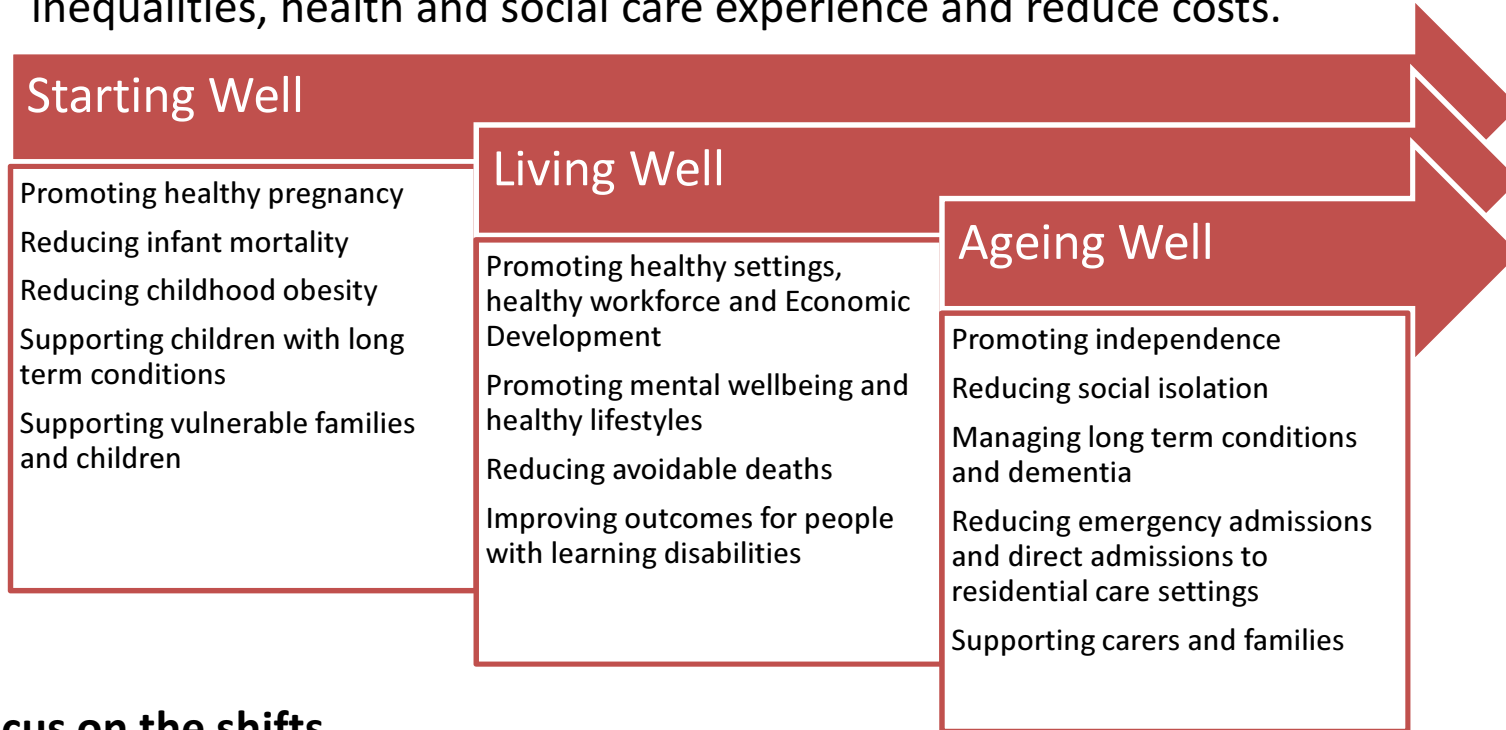 inequalities, health and social care experience and reduce costs.
Starting Well
Promoting healthy pregnancy
Reducing infant mortality
Reducing childhood obesity
Supporting children with long
term conditions
Supporting vulnerable families
and children
Living Well
Promoting healthy settings,
healthy workforce and Economic
Development
Promoting mental wellbeing and
healthy lifestyles
Reducing avoidable deaths
Improving outcomes for people
with learning disabilities
Ageing Well
Promoting independence
Reducing social isolation
Managing long term conditions
and dementia
Reducing emergency admissions
and direct admissions to
residential care settings
Supporting carers and families
on the shifts